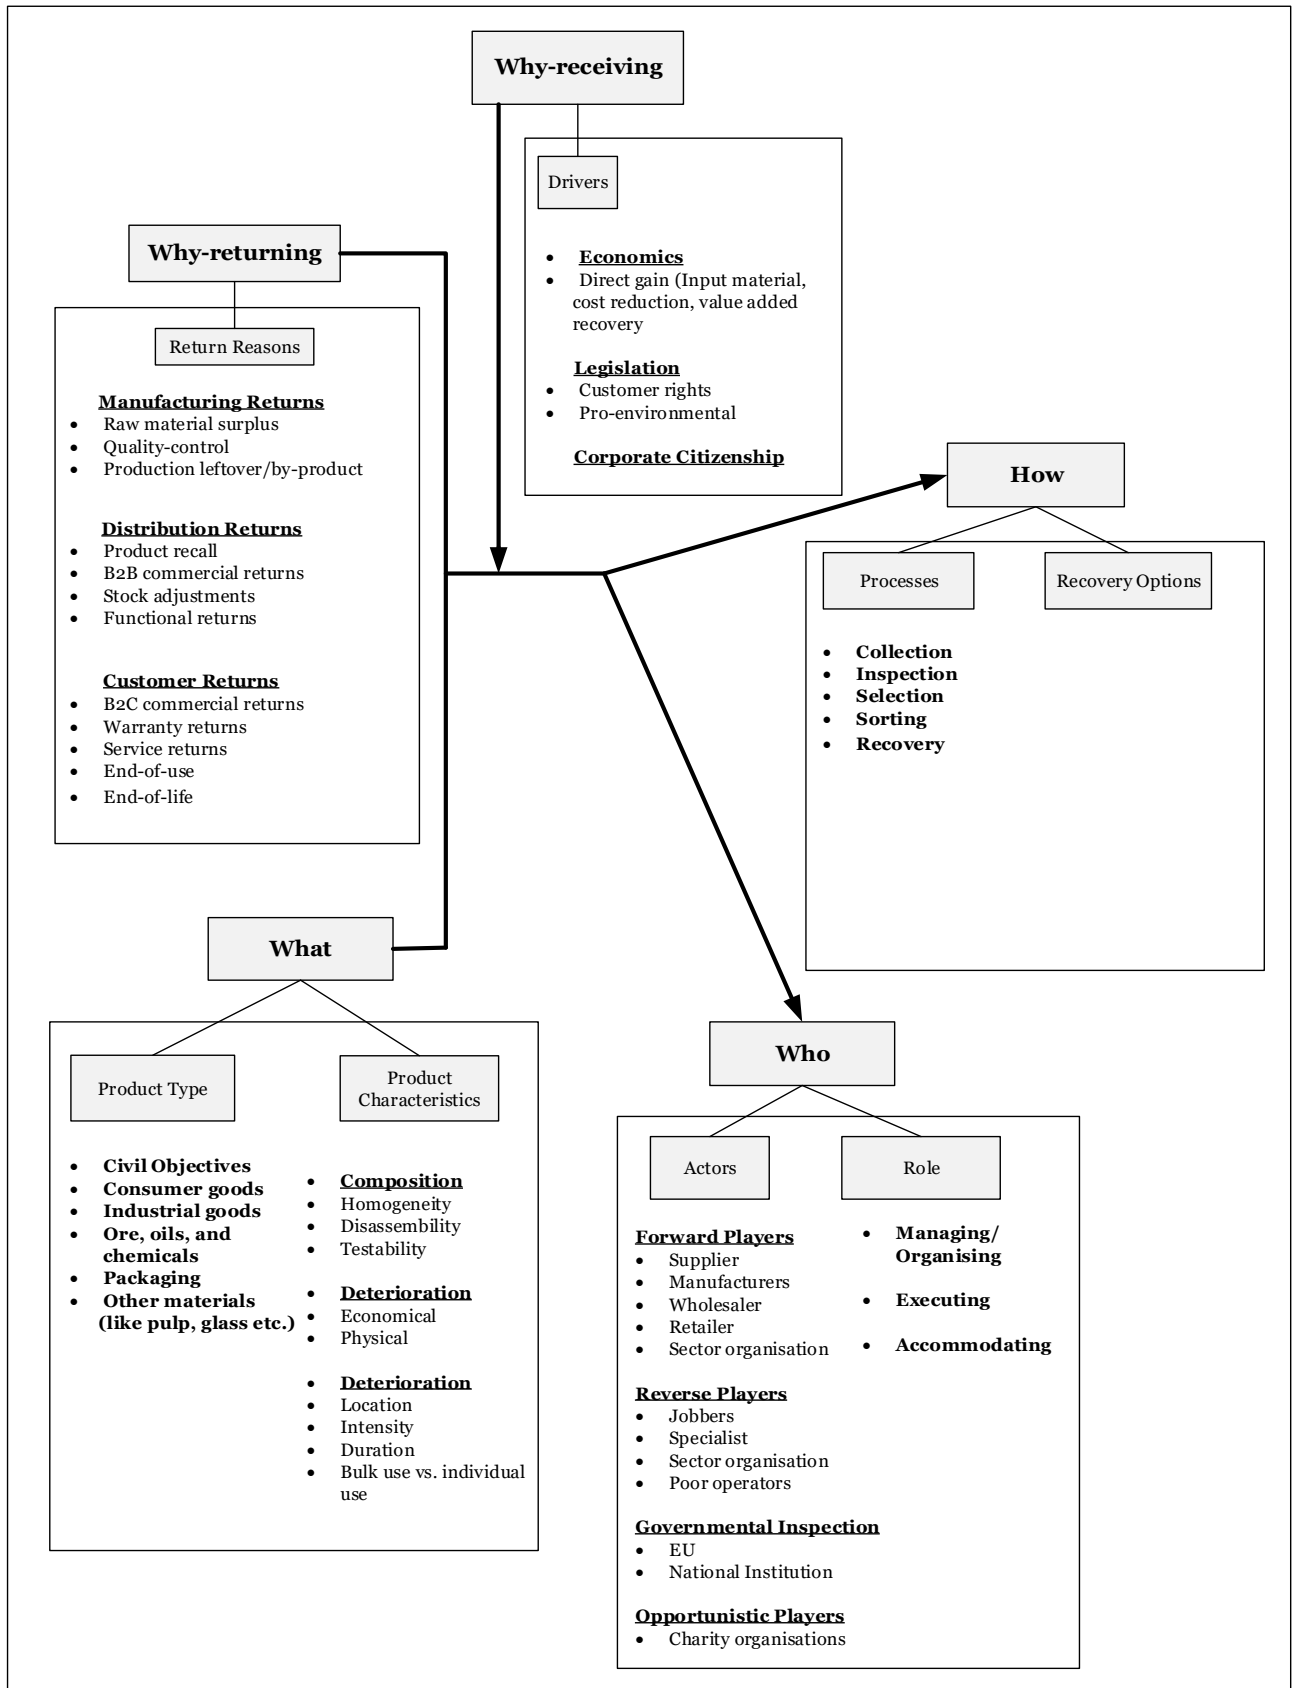 Why-receiving
Drivers
• Economics
• Direct gain (Input material,
cost reduction, value added
recovery
Legislation
• Customer rights
• Pro-environmental
Corporate Citizenship
Why-returning
Return Reasons
Manufacturing Returns
• Raw material surplus
• Quality-control
• Production leftover/by-product
Distribution Returns
• Product recall
• B2B commercial returns
• Stock adjustments
• Functional returns
Customer Returns
• B2C commercial returns
• Warranty returns
• Service returns
• End-of-use
• End-of-life
How
Processes
Recovery Options
• Collection
• Inspection
• Selection
• Sorting
• Recovery
What
Product Type
Product
Characteristics
• Civil Objectives
• Consumer goods
• Industrial goods
• Ore, oils, and
chemicals
• Packaging
• Other materials
(like pulp, glass etc.)
• Composition
• Homogeneity
• Disassembility
• Testability
• Deterioration
• Economical
• Physical
• Deterioration
• Location
• Intensity
• Duration
• Bulk use vs. individual
use
Who
Actors
Role
Forward Players
• Supplier
• Manufacturers
• Wholesaler
• Retailer
• Sector organisation
Reverse Players
• Jobbers
• Specialist
• Sector organisation
• Poor operators
Governmental Inspection
• EU
• National Institution
Opportunistic Players
• Charity organisations
• Managing/
Organising
• Executing
• Accommodating